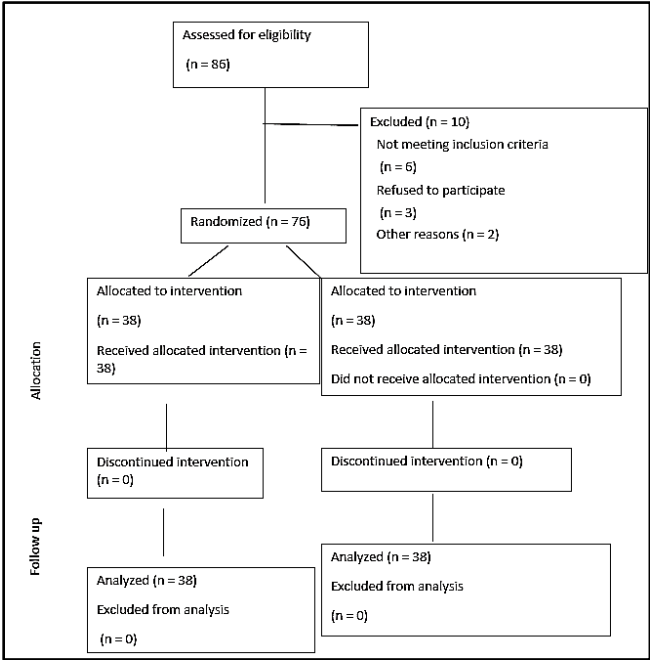 Assessed for eligibility
(n = 86)
Excluded (n = 10)
Not meeting inclusion criteria
(n = 6)
Refused to participate
(n = 3)
Other reasons (n = 2)
Randomized (n = 76)
Allocation
Allocated to intervention
(n = 38)
Received allocated intervention (n =
38)
Allocated to intervention
(n = 38)
Received allocated intervention (n = 38)
Did not receive allocated intervention (n = 0)
Follow up
Discontinued intervention
(n = 0)
Discontinued intervention (n = 0)
Analyzed (n = 38)
Excluded from analysis
(n = 0)
Analyzed (n = 38)
Excluded from analysis
(n = 0)